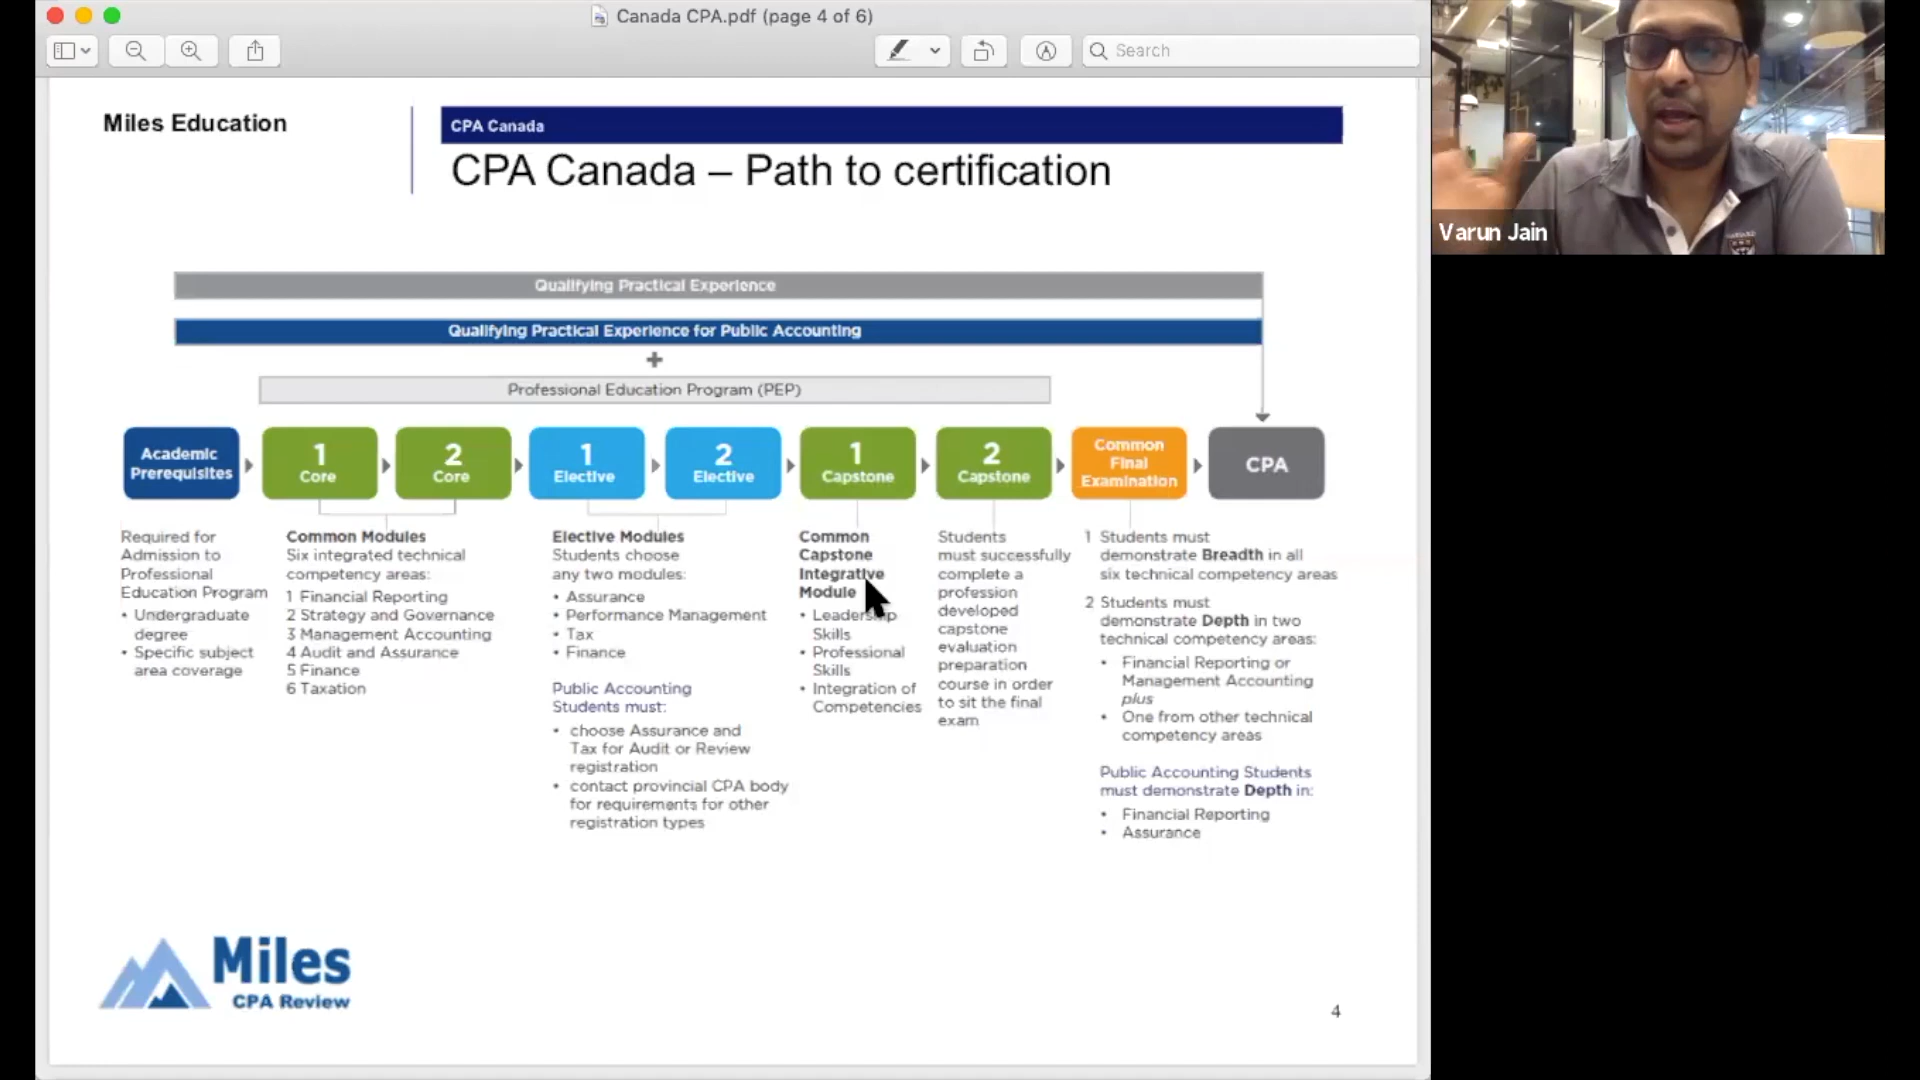 Canada CPA.pdf (page 4 of 6)
Search
Miles Education
CPA Canada
CPA Canada – Path to certification
Varun Jain
Qualifying Practical Experience
Qualifying Practical Experience for Public Accounting
+
Professional Education Program (PEP)
Academic
Prerequisites
1
Core
2
Core
1
Elective
2
Elective
1
Capstone
2
Capstone
Common
Final
Examination
CPA
Required for
Admission to
Professional
Education Program
• Undergraduate
degree
• Specific subject
area coverage
Common Modules
Six integrated technical
competency areas:
1 Financial Reporting
2 Strategy and Governance
3 Management Accounting
4 Audit and Assurance
5 Finance
6 Taxation
Elective Modules
Students choose
any two modules:
• Assurance
• Performance Management
• Tax
• Finance
Public Accounting
Students must:
• choose Assurance and
Tax for Audit or Review
registration
• contact provincial CPA body
for requirements for other
registration types
Common
Capstone
Integrative
Module
• Leadership
Skills
• Professional
Skills
• Integration of
Competencies
Students
must successfully
complete a
profession
developed
capstone
evaluation
preparation
course in order
to sit the final
exam
1 Students must
demonstrate Breadth in all
six technical competency areas
2 Students must
demonstrate Depth in two
technical competency areas:
• Financial Reporting or
Management Accounting
plus
• One from other technical
competency areas
Public Accounting Students
must demonstrate Depth in:
• Financial Reporting
• Assurance
Miles
CPA Review
4